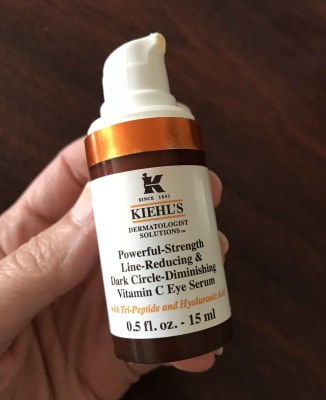 K
SINCE 1851
KIEHL'S
DERMATOLOGIST
SOLUTIONS™
Powerful-Strength
Line-Reducing &
Dark Circle-Diminishing
Vitamin C Eye Serum
with Tri-Peptide and Hyaluronic Acid
0.5 fl. oz. - 15 ml